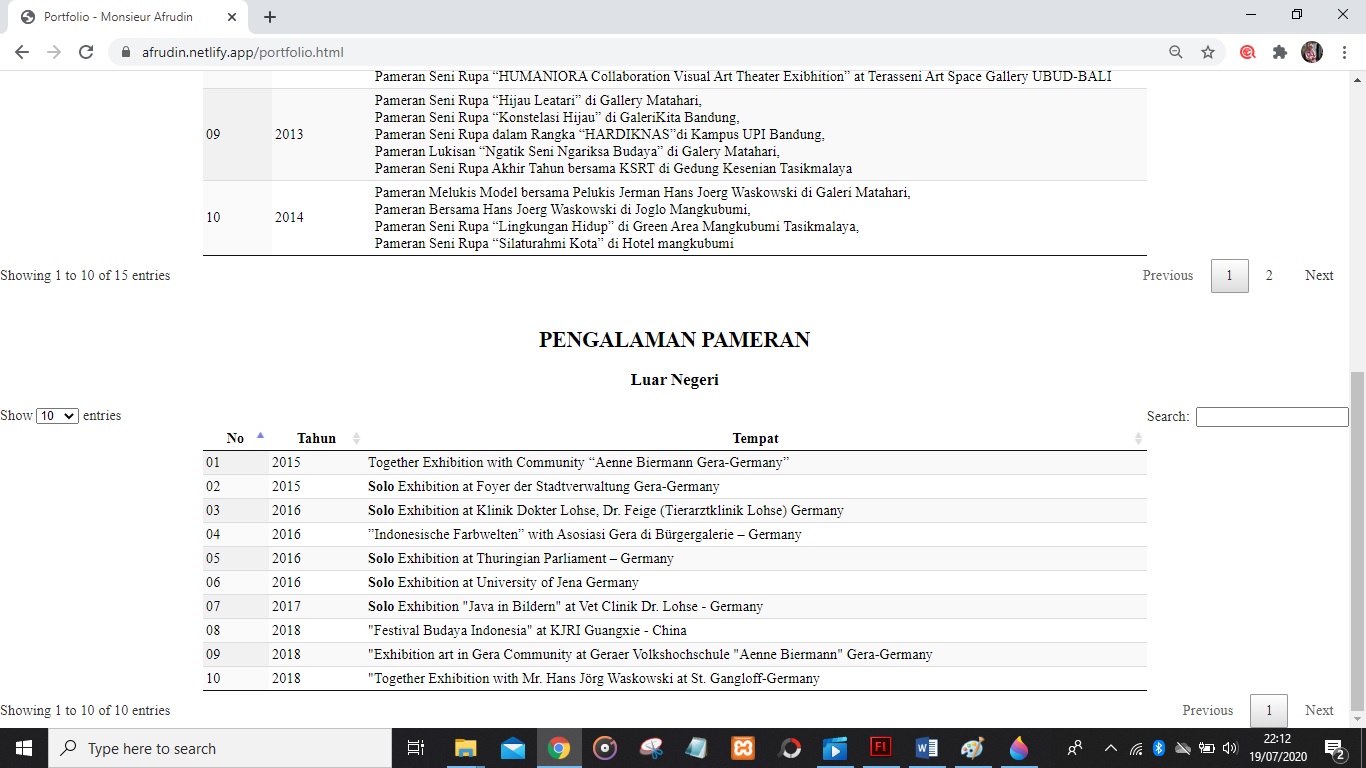 Portfolio - Monsieur Afrudin
afrudin.netlify.app/portfolio.html
Pameran Seni Rupa “HUMANIORA Collaboration Visual Art Theater Exibhition” at Terasseni Art Space Gallery UBUD-BALI
09 2013 Pameran Seni Rupa “Hijau Leatari” di Gallery Matahari,
Pameran Seni Rupa “Konstelasi Hijau” di GaleriKita Bandung,
Pameran Seni Rupa dalam Rangka “HARDIKNAS”di Kampus UPI Bandung,
Pameran Lukisan “Ngatik Seni Ngariksa Budaya” di Galery Matahari,
Pameran Seni Rupa Akhir Tahun bersama KSRT di Gedung Kesenian Tasikmalaya
10 2014 Pameran Melukis Model bersama Pelukis Jerman Hans Joerg Waskowski di Galeri Matahari,
Pameran Bersama Hans Joerg Waskowski di Joglo Mangkubumi,
Pameran Seni Rupa “Lingkungan Hidup” di Green Area Mangkubumi Tasikmalaya,
Pameran Seni Rupa “Silaturahmi Kota” di Hotel mangkubumi
Showing 1 to 10 of 15 entries Previous 1 2 Next
PENGALAMAN PAMERAN
Luar Negeri
Show 10 entries Search:
No Tahun Tempat
01 2015 Together Exhibition with Community “Aenne Biermann Gera-Germany”
02 2015 Solo Exhibition at Foyer der Stadtverwaltung Gera-Germany
03 2016 Solo Exhibition at Klinik Dokter Lohse, Dr. Feige (Tierarztklinik Lohse) Germany
04 2016 ”Indonesische Farbwelten” with Asosiasi Gera di Bürgergalerie – Germany
05 2016 Solo Exhibition at Thuringian Parliament – Germany
06 2016 Solo Exhibition at University of Jena Germany
07 2017 Solo Exhibition "Java in Bildern" at Vet Clinik Dr. Lohse - Germany
08 2018 "Festival Budaya Indonesia" at KJRI Guangxie - China
09 2018 "Exhibition art in Gera Community at Geraer Volkshochschule "Aenne Biermann" Gera-Germany
10 2018 "Together Exhibition with Mr. Hans Jörg Waskowski at St. Gangloff-Germany
Showing 1 to 10 of 10 entries Previous 1 Next
Type here to search
22:12
19/07/2020
2